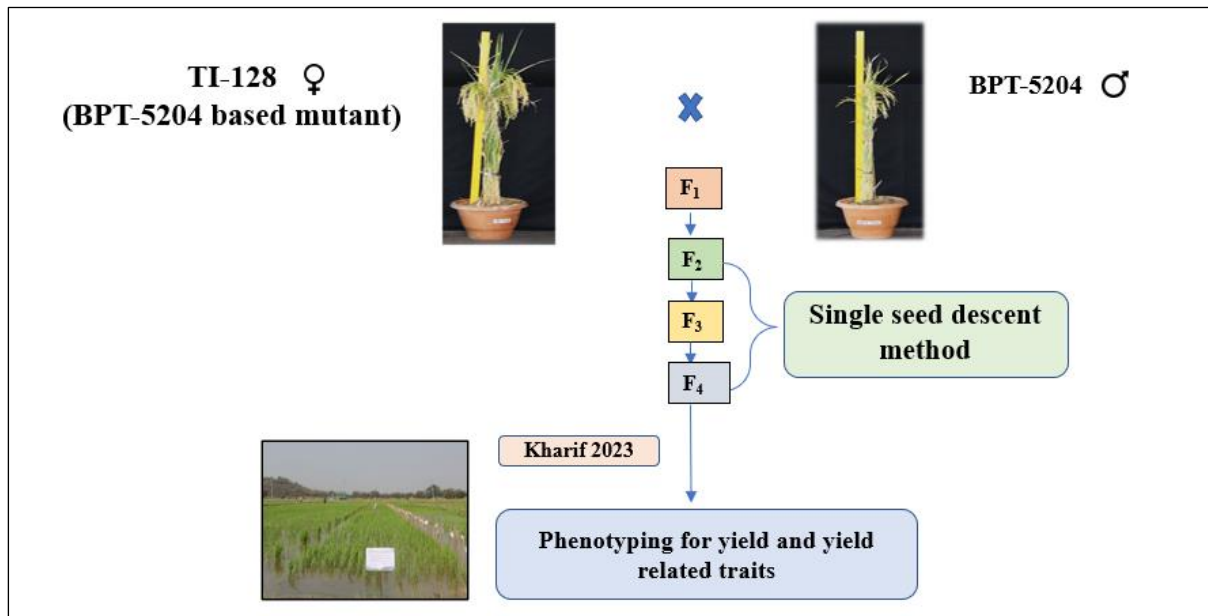 TI-128 ♀
(BPT-5204 based mutant)
BPT-5204 ♂
F₁
F₂
F₃
F₄
Single seed descent
method
Kharif 2023
Phenotyping for yield and yield
related traits